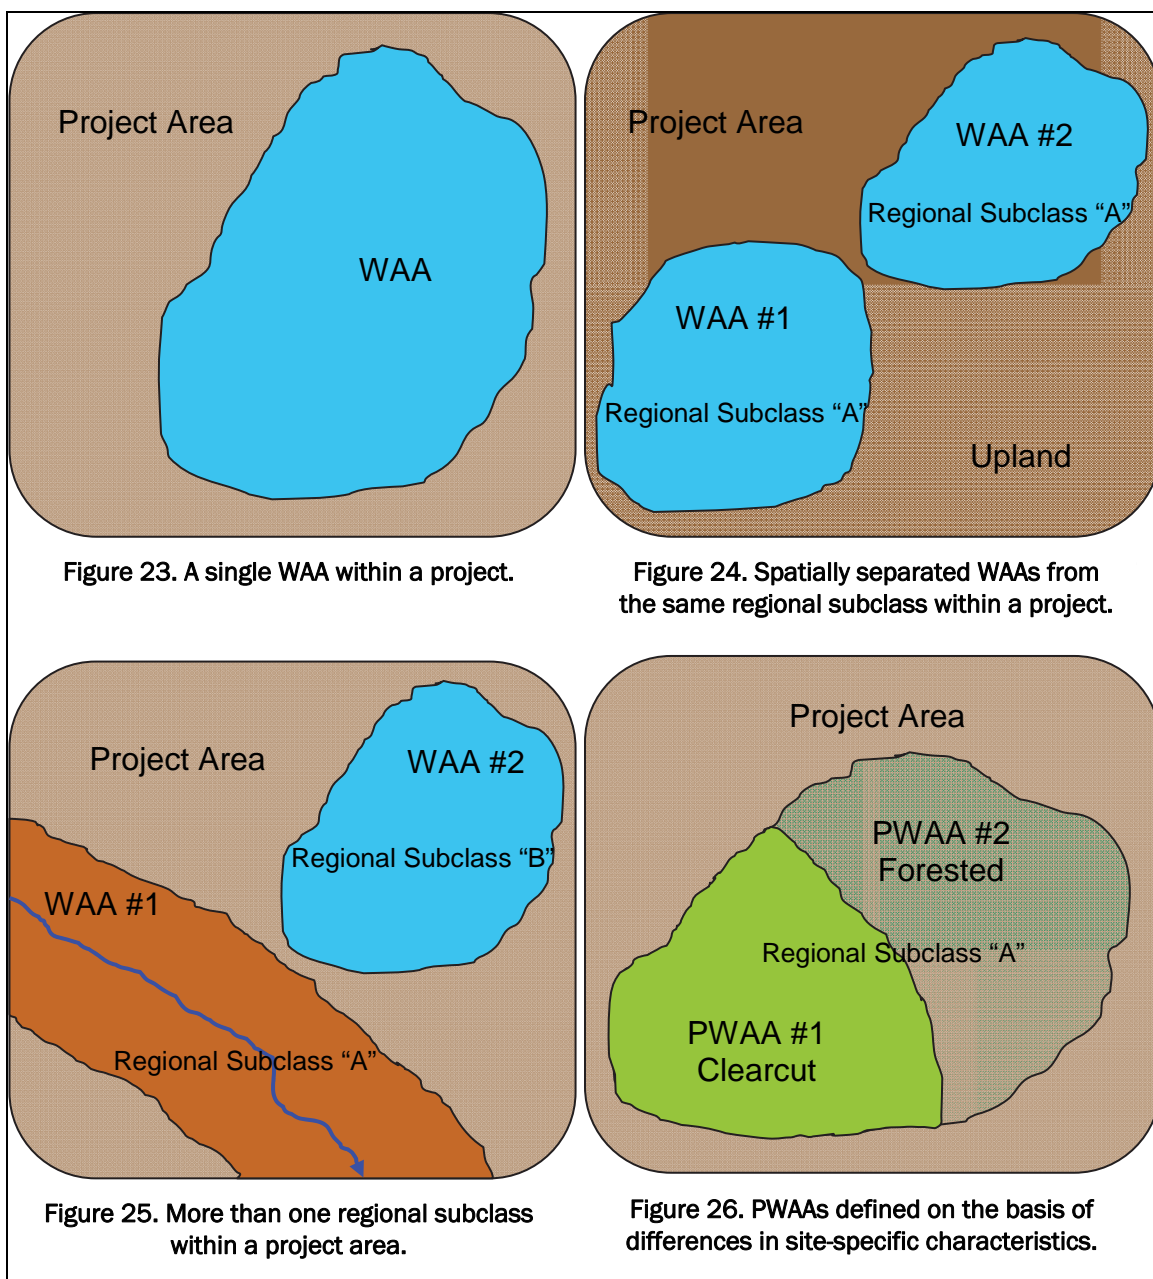 Project Area
WAA
Figure 23. A single WAA within a project.
Project Area
WAA #2
Regional Subclass “A”
WAA #1
Regional Subclass “A”
Upland
Figure 24. Spatially separated WAAs from
the same regional subclass within a project.
Project Area
WAA #2
Regional Subclass “B”
WAA #1
Regional Subclass “A”
Figure 25. More than one regional subclass
within a project area.
Project Area
PWAA #2
Forested
Regional Subclass “A”
PWAA #1
Clearcut
Figure 26. PWAAs defined on the basis of
differences in site-specific characteristics.